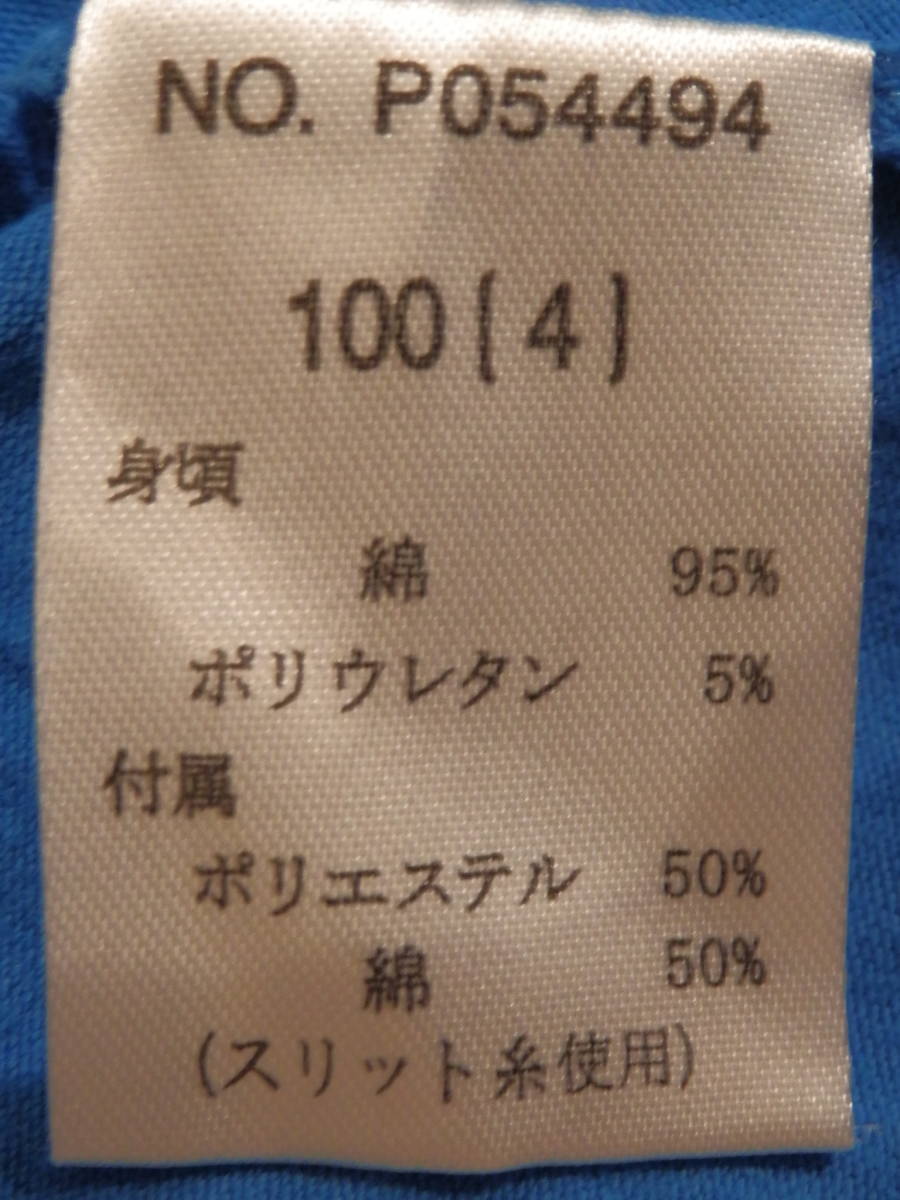 NO. P054494
100(4)
身頃
綿 95%
ポリウレタン 5%
付属
ポリエステル 50%
綿 50%
(スリット糸使用)